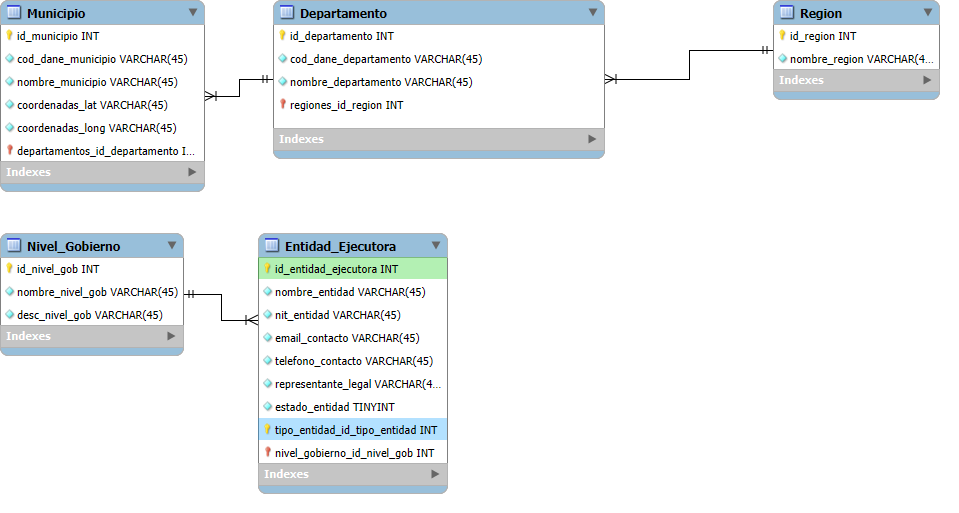 Municipio
id_municipio INT
cod_dane_municipio VARCHAR(45)
nombre_municipio VARCHAR(45)
coordenadas_lat VARCHAR(45)
coordenadas_long VARCHAR(45)
departamentos_id_departamento I...
Indexes
Departamento
id_departamento INT
cod_dane_departamento VARCHAR(45)
nombre_departamento VARCHAR(45)
regiones_id_region INT
Indexes
Region
id_region INT
nombre_region VARCHAR(4...
Indexes
Nivel_Gobierno
id_nivel_gob INT
nombre_nivel_gob VARCHAR(45)
desc_nivel_gob VARCHAR(45)
Indexes
Entidad_Ejecutora
id_entidad_ejecutora INT
nombre_entidad VARCHAR(45)
nit_entidad VARCHAR(45)
email_contacto VARCHAR(45)
telefono_contacto VARCHAR(45)
representante_legal VARCHAR(4...
estado_entidad TINYINT
tipo_entidad_id_tipo_entidad INT
nivel_gobierno_id_nivel_gob INT
Indexes